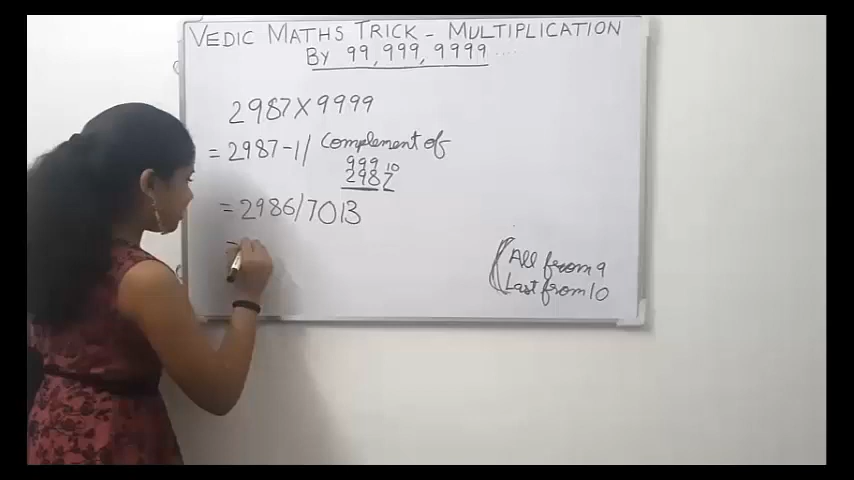 VEDIC MATHS TRICK - MULTIPLICATION
By 99, 999, 9999 .....
2987 X 9999
= 2987-1/ Complement of
999 10
2987
= 2986/7013
=
(All from 9
Last from 10